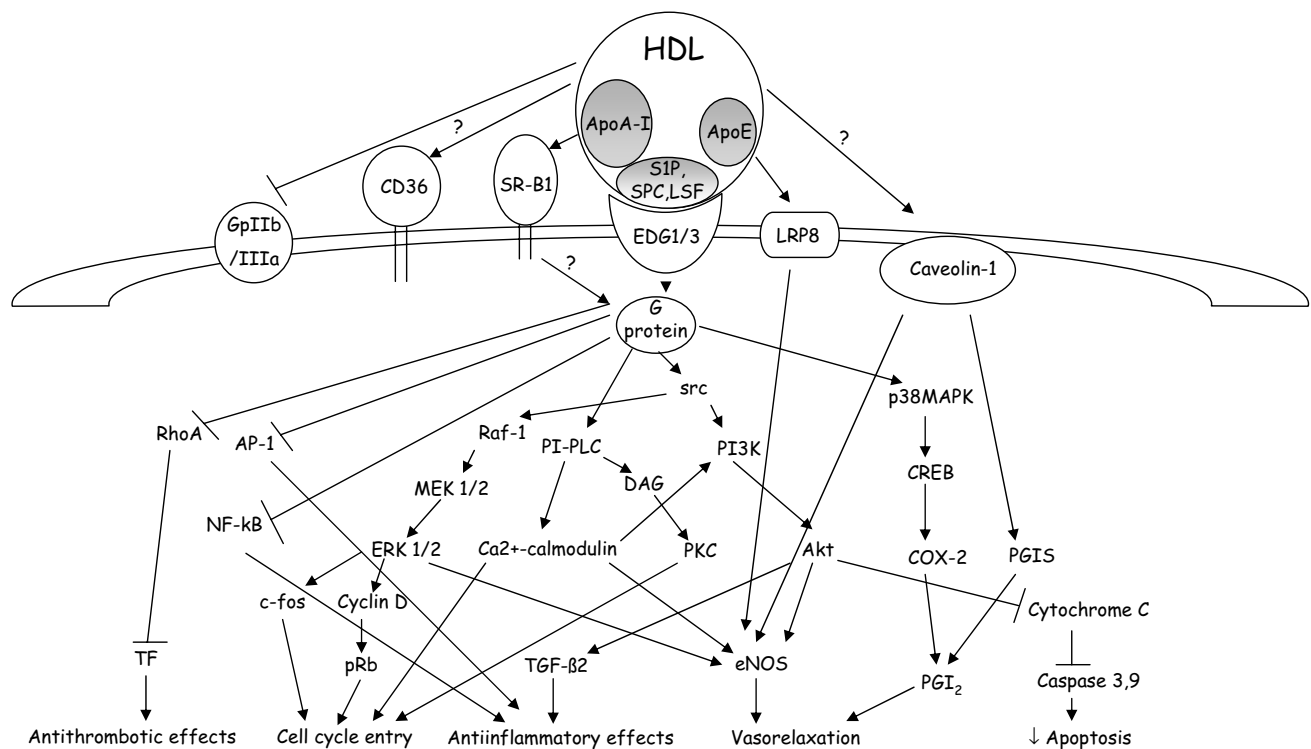 HDL
ApoA-I
ApoE
?
?
S1P,
SPC,LSF
CD36
SR-B1
GpIIb
/IIIa
EDG1/3
LRP8
Caveolin-1
?
G
protein
src
p38MAPK
RhoA
AP-1
Raf-1
PI-PLC
PI3K
CREB
MEK 1/2
DAG
NF-kB
ERK 1/2
Ca2+-calmodulin
PKC
Akt
COX-2
PGIS
c-fos
Cyclin D
Cytochrome C
TF
pRb
TGF-ß2
eNOS
PGI₂
Caspase 3,9
Antithrombotic effects
Cell cycle entry
Antiinflammatory effects
Vasorelaxation
↓ Apoptosis